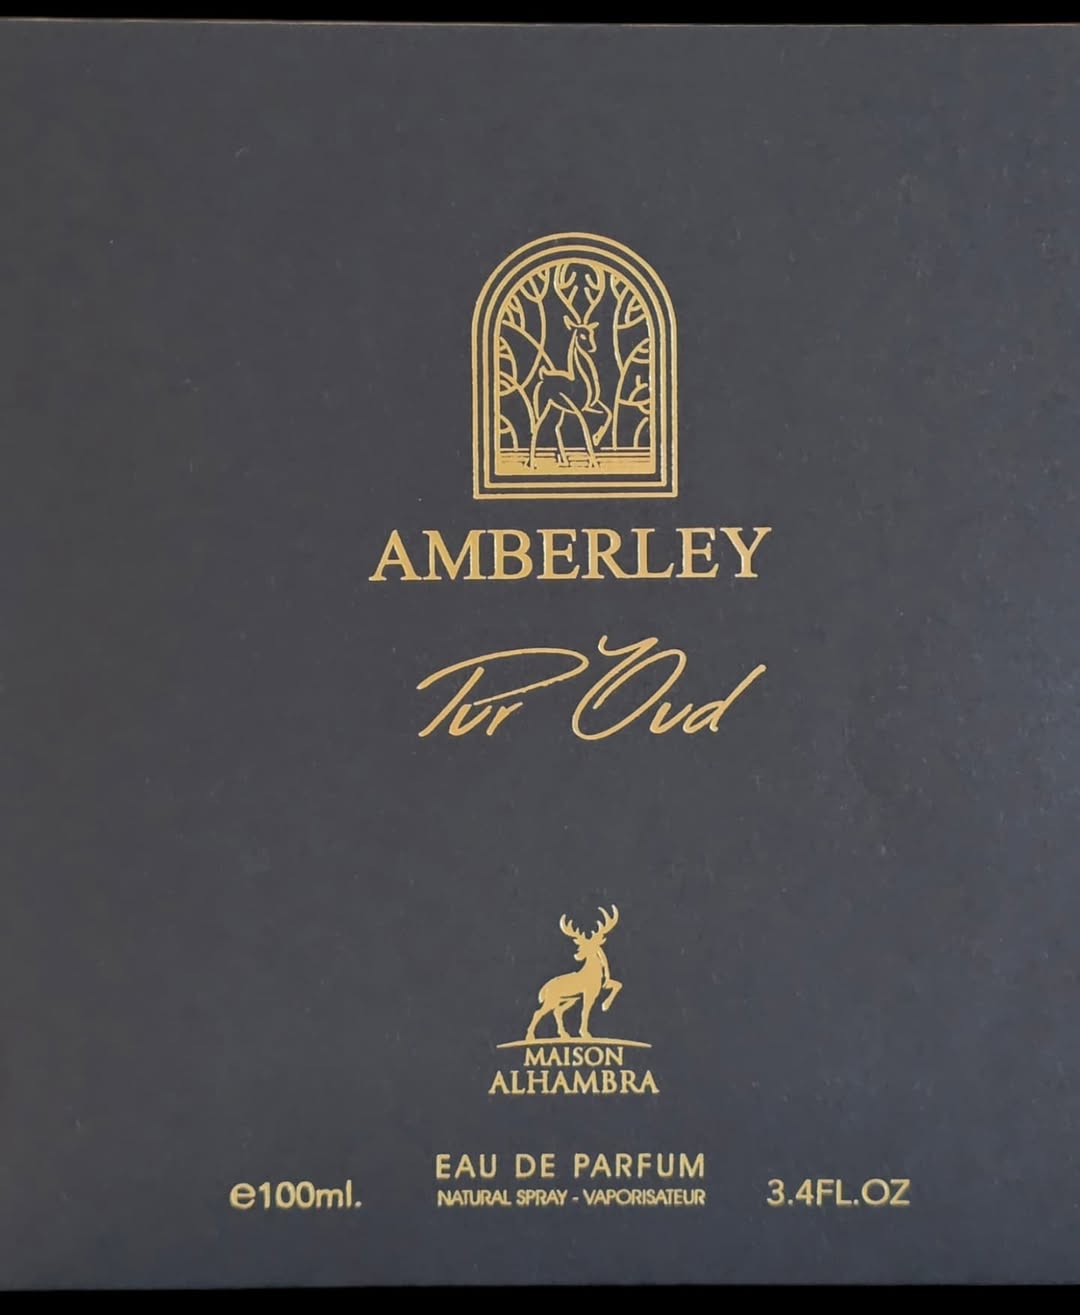 AMBERLEY
Pur Oud
MAISON
ALHAMBRA
EAU DE PARFUM
e100ml. NATURAL SPRAY - VAPORISATEUR 3.4FL.OZ